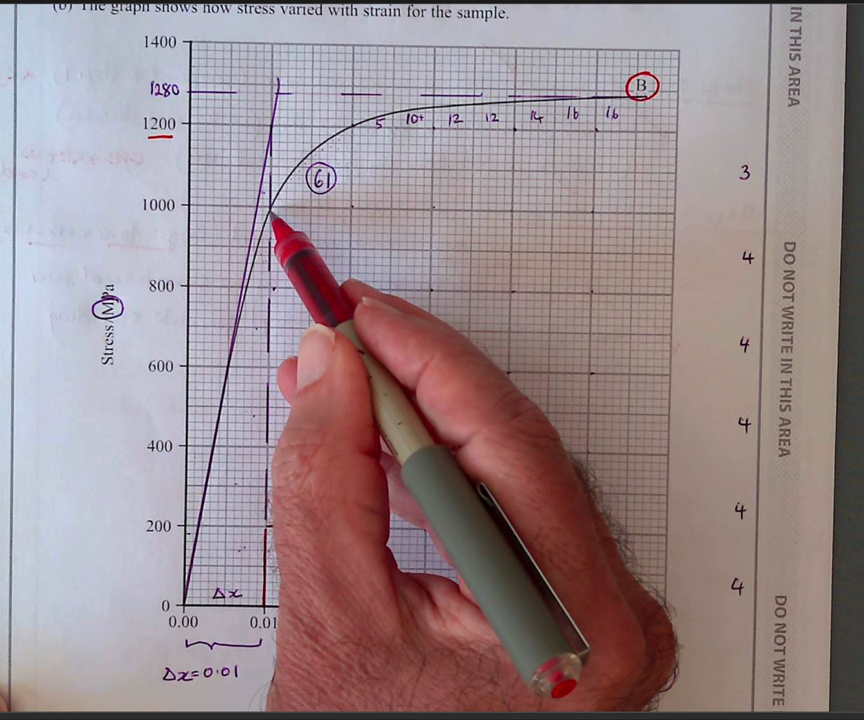 (b) The graph shows how stress varied with strain for the sample.
IN THIS AREA
1400
1280
B
1200
5 10+ 12 12 14 16 16
61
3
1000
DO NOT WRITE IN THIS AREA
4
800
Stress / MPa
4
600
4
400
4
200
4
Δx
0
0.00 0.01
DO NOT WRITE
Δx = 0.01